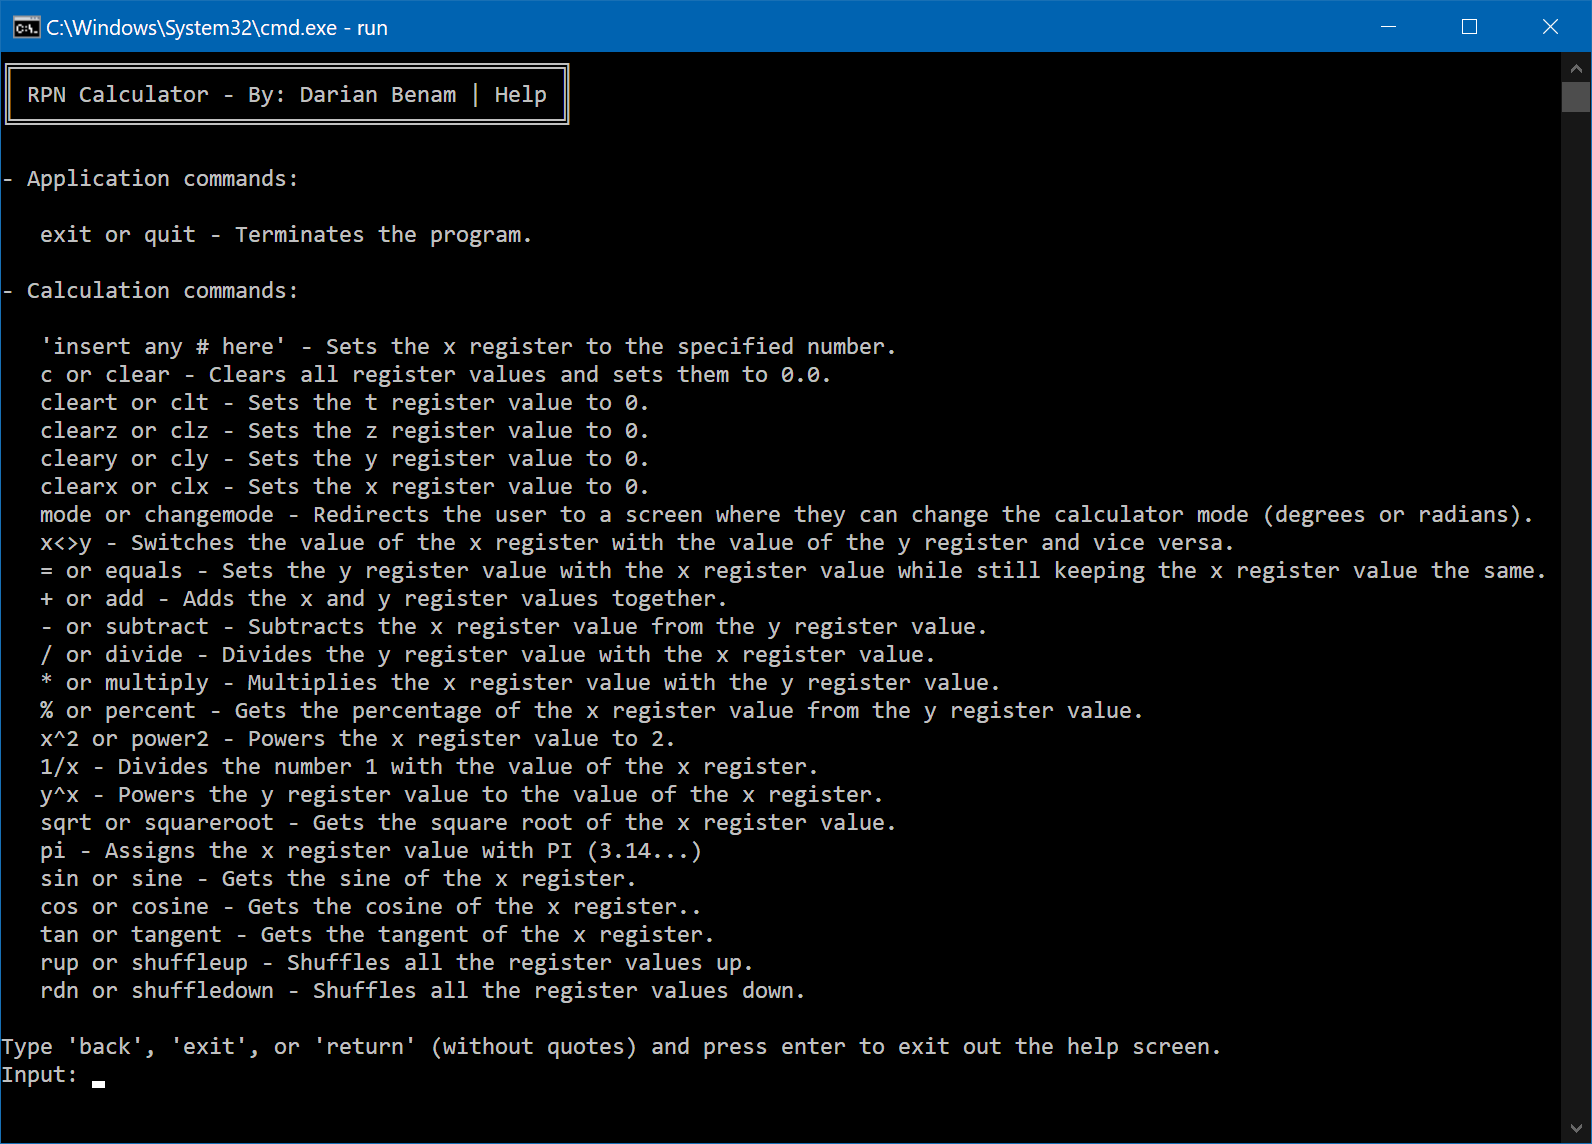 C:\Windows\System32\cmd.exe - run
RPN Calculator - By: Darian Benam | Help
- Application commands:
exit or quit - Terminates the program.
- Calculation commands:
'insert any # here' - Sets the x register to the specified number.
c or clear - Clears all register values and sets them to 0.0.
cleart or clt - Sets the t register value to 0.
clearz or clz - Sets the z register value to 0.
cleary or cly - Sets the y register value to 0.
clearx or clx - Sets the x register value to 0.
mode or changemode - Redirects the user to a screen where they can change the calculator mode (degrees or radians).
x<>y - Switches the value of the x register with the value of the y register and vice versa.
= or equals - Sets the y register value with the x register value while still keeping the x register value the same.
+ or add - Adds the x and y register values together.
- or subtract - Subtracts the x register value from the y register value.
/ or divide - Divides the y register value with the x register value.
* or multiply - Multiplies the x register value with the y register value.
% or percent - Gets the percentage of the x register value from the y register value.
x^2 or power2 - Powers the x register value to 2.
1/x - Divides the number 1 with the value of the x register.
y^x - Powers the y register value to the value of the x register.
sqrt or squareroot - Gets the square root of the x register value.
pi - Assigns the x register value with PI (3.14...)
sin or sine - Gets the sine of the x register.
cos or cosine - Gets the cosine of the x register..
tan or tangent - Gets the tangent of the x register.
rup or shuffleup - Shuffles all the register values up.
rdn or shuffledown - Shuffles all the register values down.
Type 'back', 'exit', or 'return' (without quotes) and press enter to exit out the help screen.
Input: